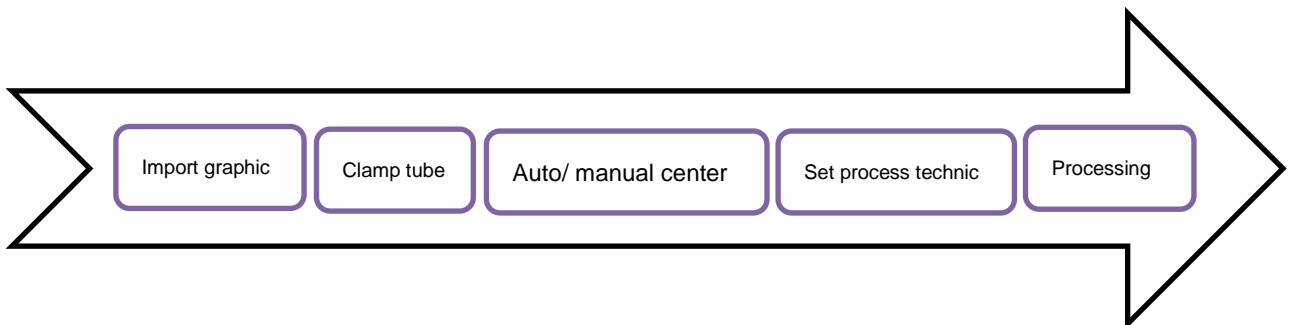 Import graphic
Clamp tube
Auto/ manual center
Set process technic
Processing